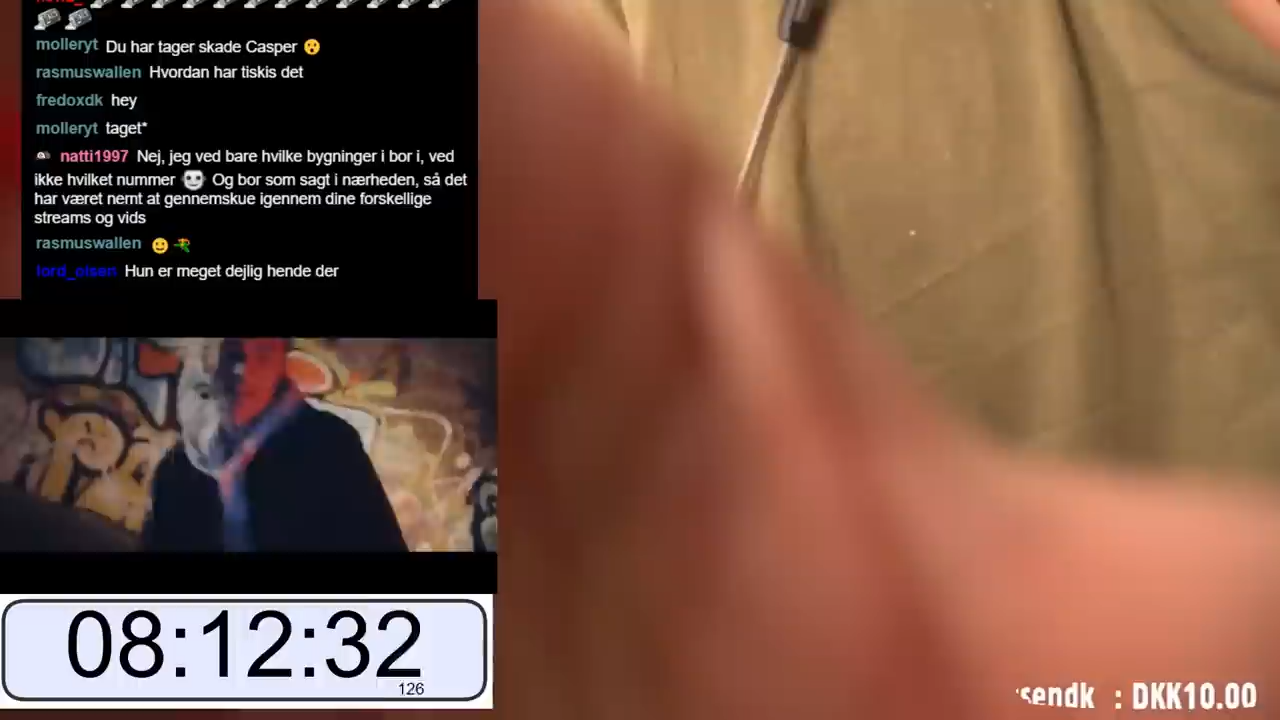 molleryt Du har tager skade Casper
rasmuswallen Hvordan har tiskis det
fredoxdk hey
molleryt taget*
natti1997 Nej, jeg ved bare hvilke bygninger i bor i, ved
ikke hvilket nummer Og bor som sagt i nærheden, så det
har været nemt at gennemskue igennem dine forskellige
streams og vids
rasmuswallen
lord_olsen Hun er meget dejlig hende der
08:12:32
126
sendk : DKK10.00